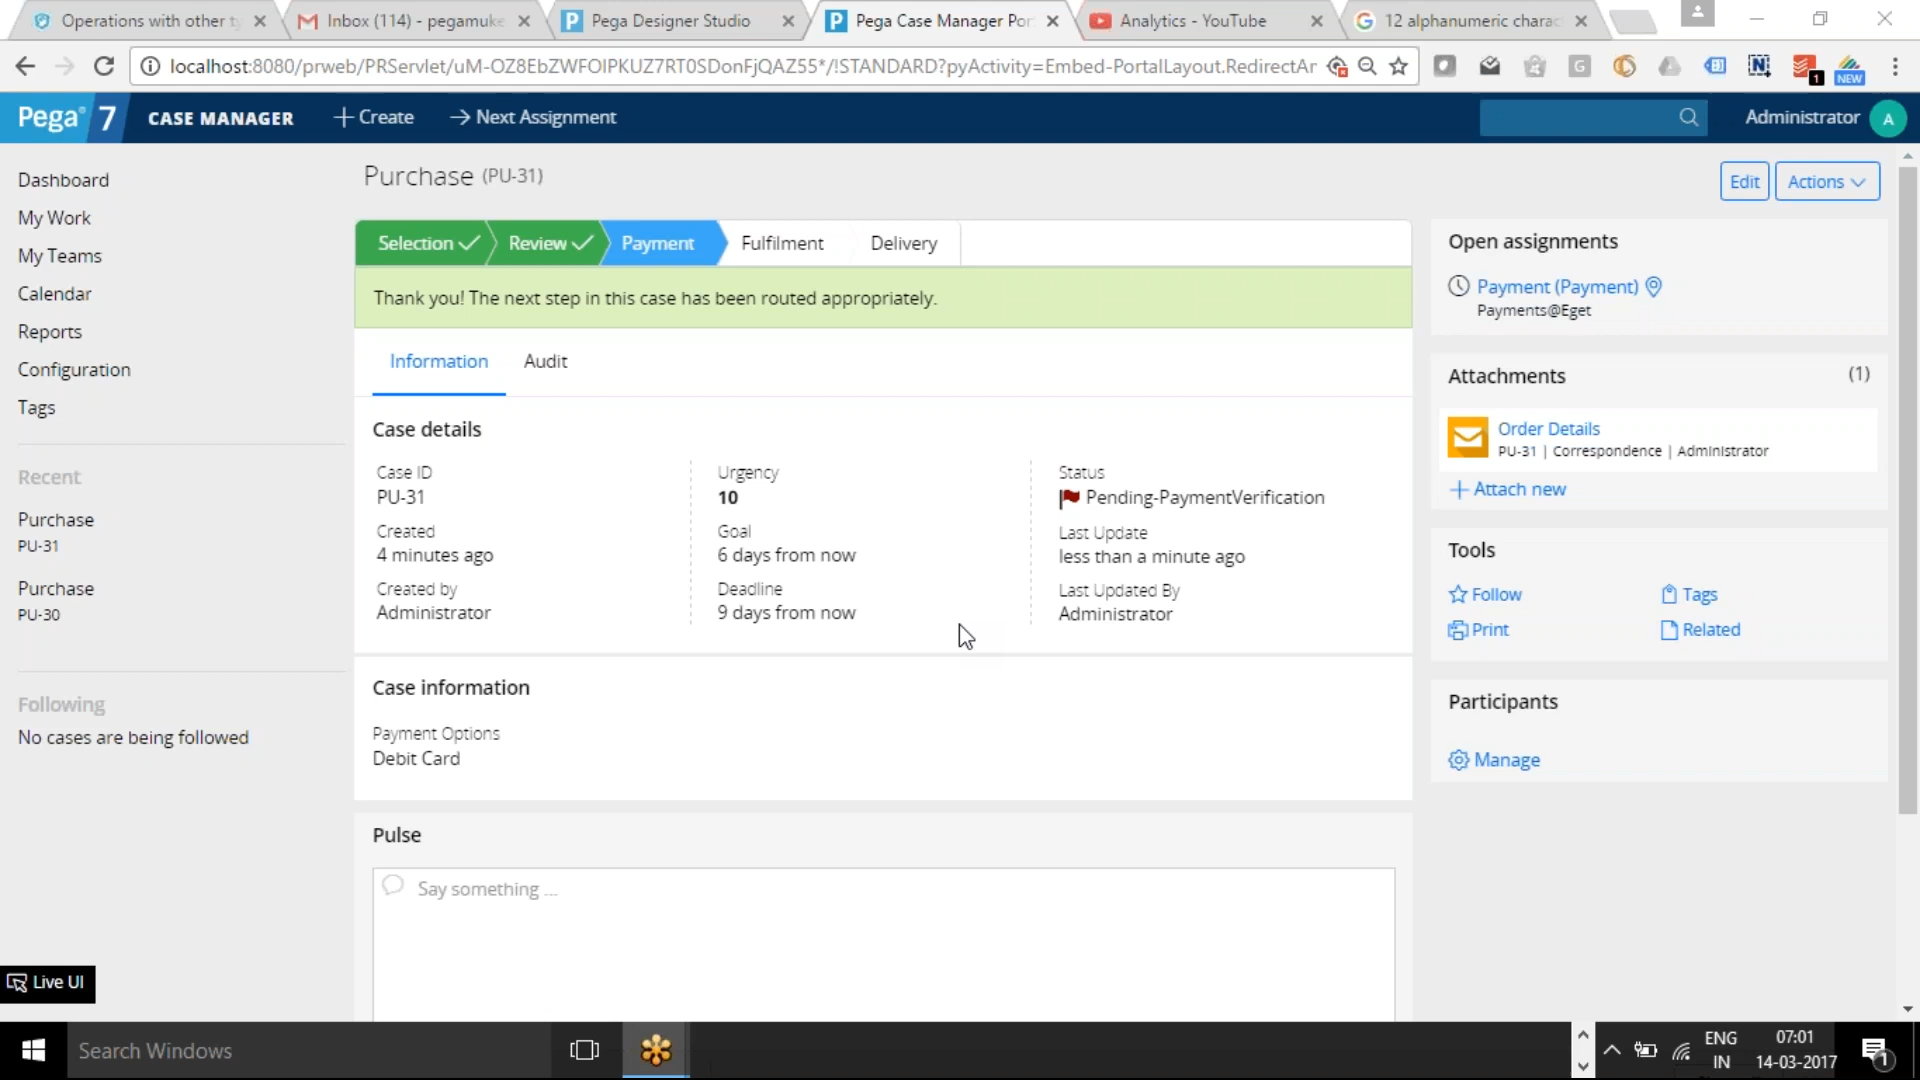 Operations with other ty
Inbox (114) - pegamuke
Pega Designer Studio
Pega Case Manager Por
Analytics - YouTube
12 alphanumeric charac
localhost:8080/prweb/PRServlet/uM-OZ8EbZWFOIPKUZ7RT0SDonFjQAZ55*/!STANDARD?pyActivity=Embed-PortalLayout.RedirectAr
1
NEW
Pega 7
CASE MANAGER
Create
Next Assignment
Administrator
A
Dashboard
My Work
My Teams
Calendar
Reports
Configuration
Tags
Recent
Purchase
PU-31
Purchase
PU-30
Following
No cases are being followed
Live UI
Purchase (PU-31)
Edit
Actions
Selection
Review
Payment
Fulfilment
Delivery
Thank you! The next step in this case has been routed appropriately.
Information
Audit
Case details
Case ID
PU-31
Created
4 minutes ago
Created by
Administrator
Urgency
10
Goal
6 days from now
Deadline
9 days from now
Status
Pending-PaymentVerification
Last Update
less than a minute ago
Last Updated By
Administrator
Case information
Payment Options
Debit Card
Pulse
Say something ...
Open assignments
Payment (Payment)
Payments@Eget
Attachments (1)
Order Details
PU-31 | Correspondence | Administrator
Attach new
Tools
Follow
Tags
Print
Related
Participants
Manage
Search Windows
ENG
IN
07:01
14-03-2017
1